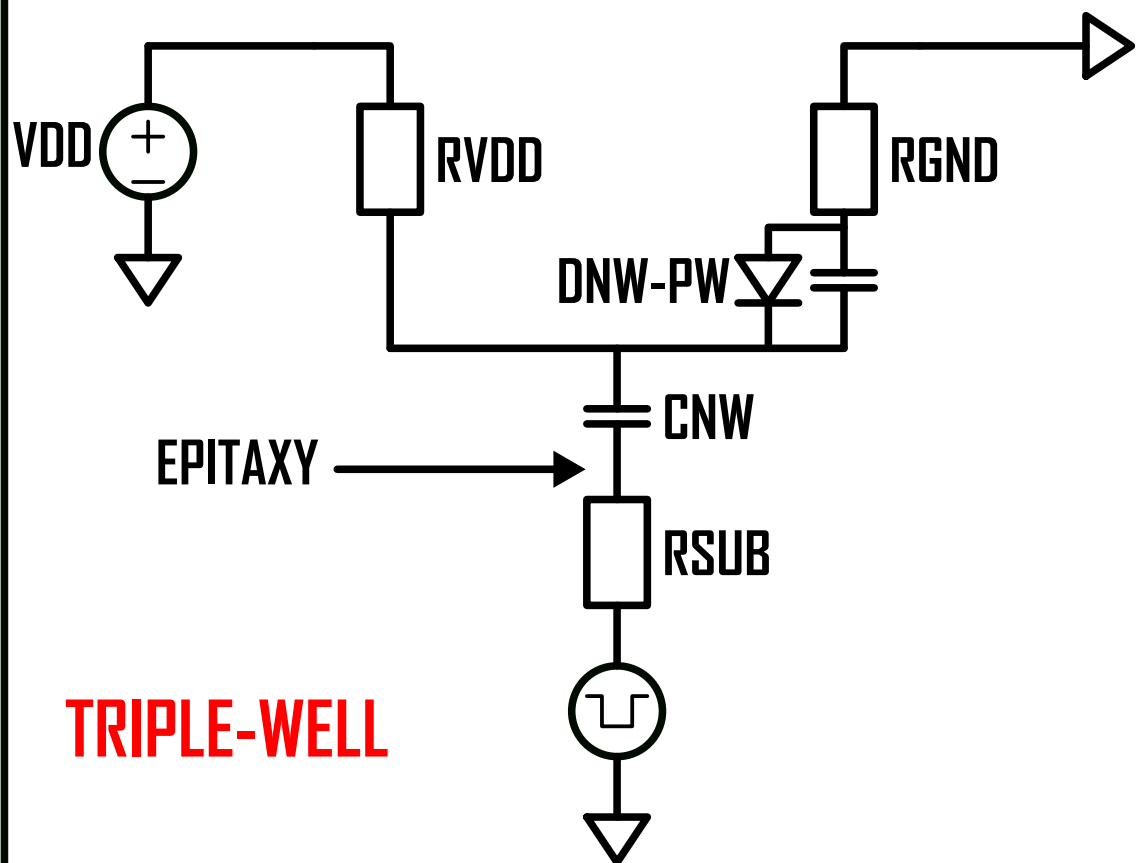 VDD
RVDD
RGND
DNW-PW
CNW
EPITAXY
RSUB
TRIPLE-WELL